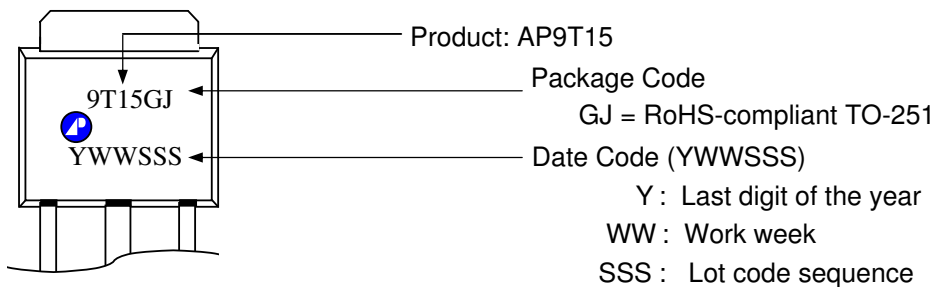 Product: AP9T15
Package Code
9T15GJ
GJ = RoHS-compliant TO-251
YWWSSS
Date Code (YWWSSS)
Y : Last digit of the year
WW : Work week
SSS : Lot code sequence